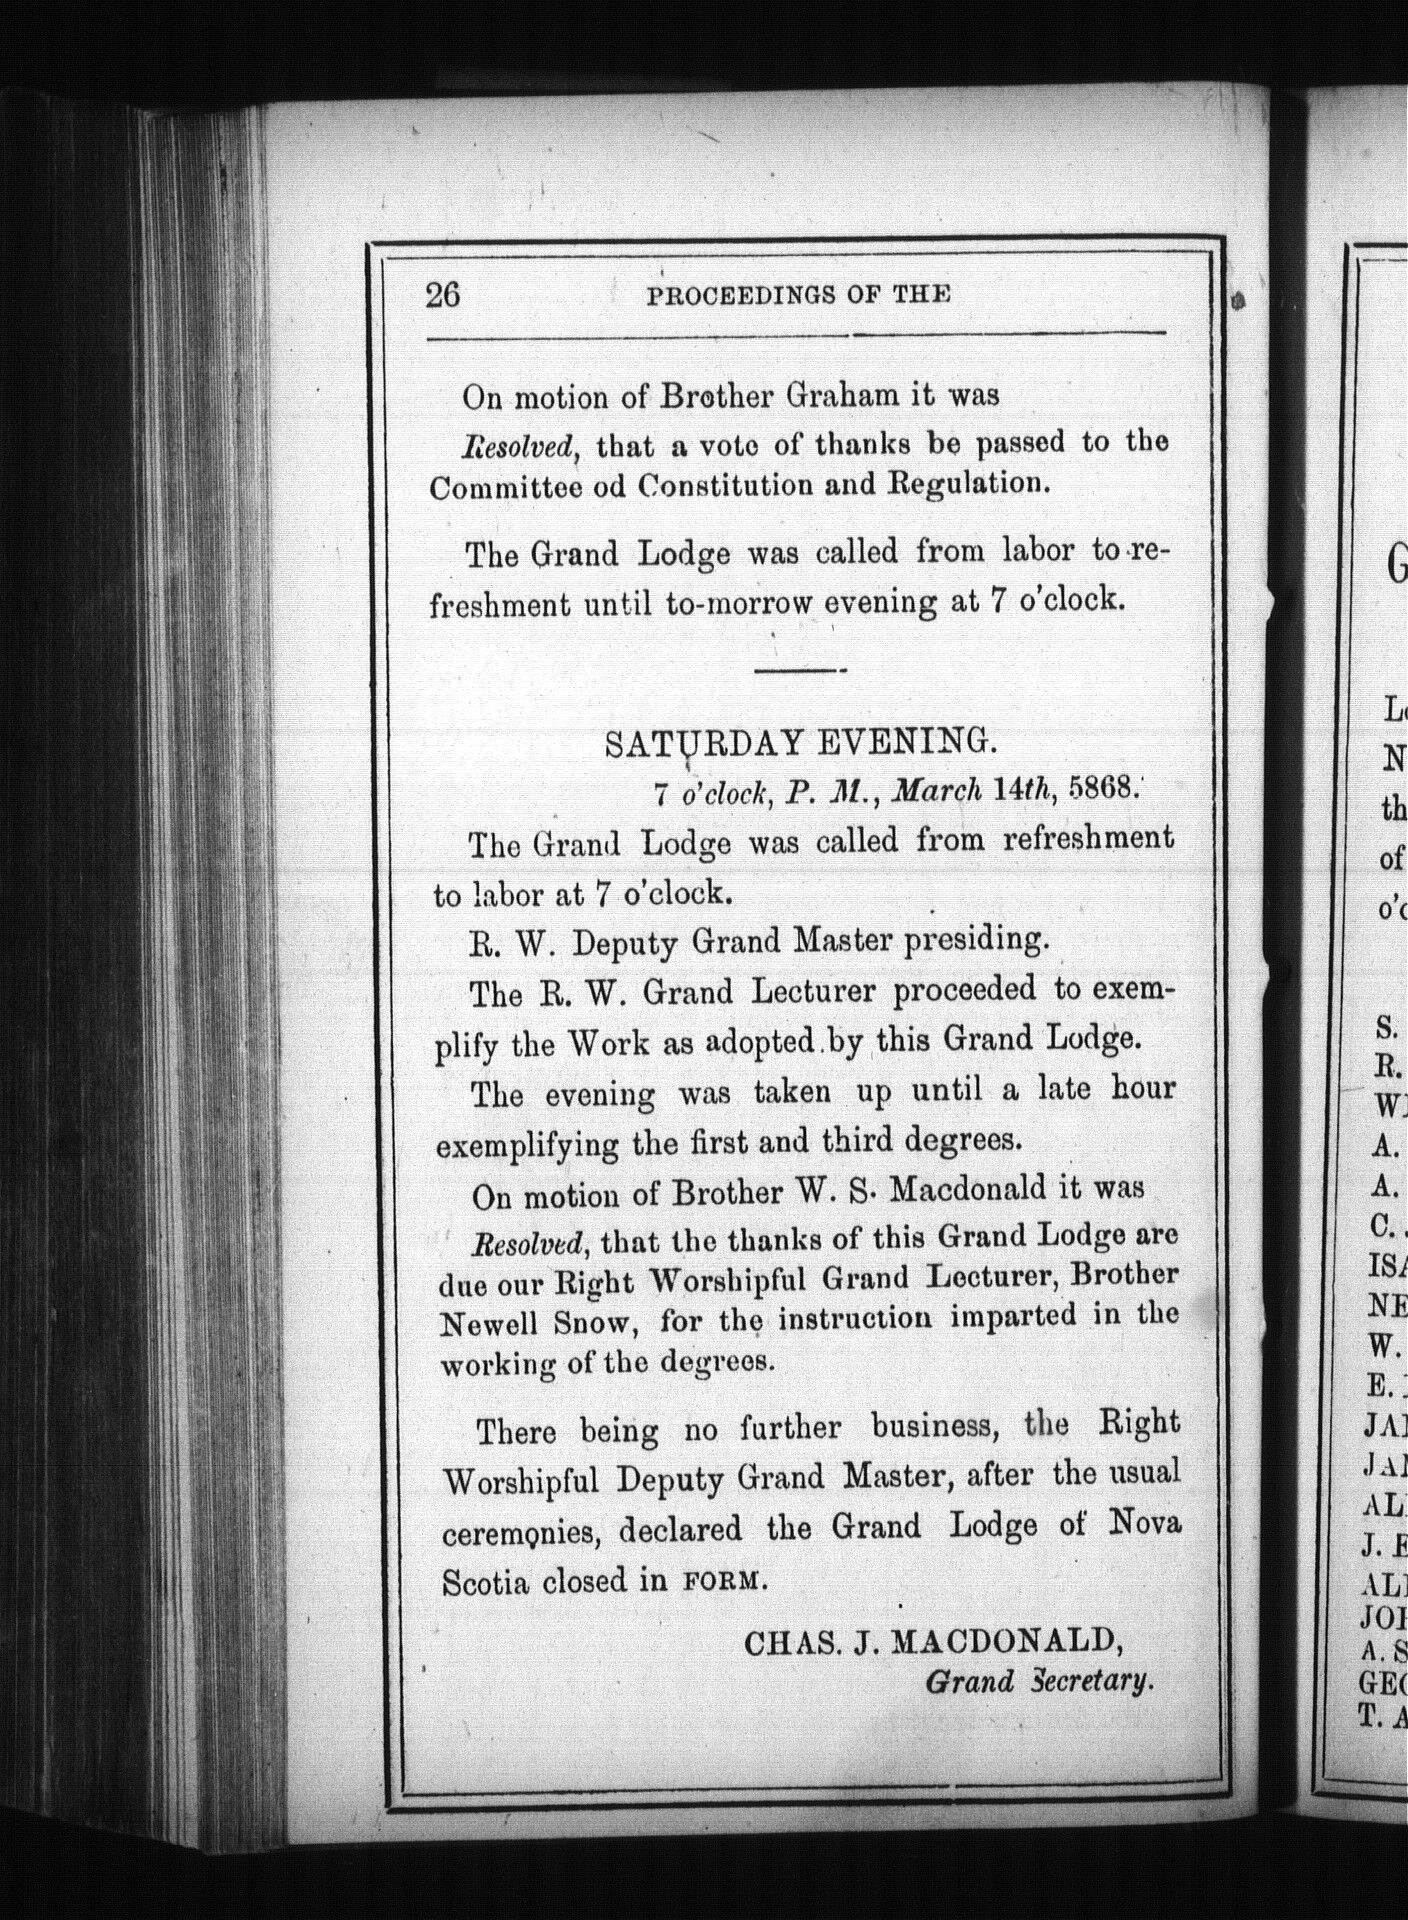 26 PROCEEDINGS OF THE
On motion of Brother Graham it was
Resolved, that a vote of thanks be passed to the
Committee od Constitution and Regulation.
The Grand Lodge was called from labor to re-
freshment until to-morrow evening at 7 o'clock.
SATURDAY EVENING.
7 o'clock, P. M., March 14th, 5868.
The Grand Lodge was called from refreshment
to labor at 7 o'clock.
R. W. Deputy Grand Master presiding.
The R. W. Grand Lecturer proceeded to exem-
plify the Work as adopted by this Grand Lodge.
The evening was taken up until a late hour
exemplifying the first and third degrees.
On motion of Brother W. S. Macdonald it was
Resolved, that the thanks of this Grand Lodge are
due our Right Worshipful Grand Lecturer, Brother
Newell Snow, for the instruction imparted in the
working of the degrees.
There being no further business, the Right
Worshipful Deputy Grand Master, after the usual
ceremonies, declared the Grand Lodge of Nova
Scotia closed in FORM.
CHAS. J. MACDONALD,
Grand Secretary.
of
S.
R.
A.
A.
C.
W.
E.
J.
A. S
T. A